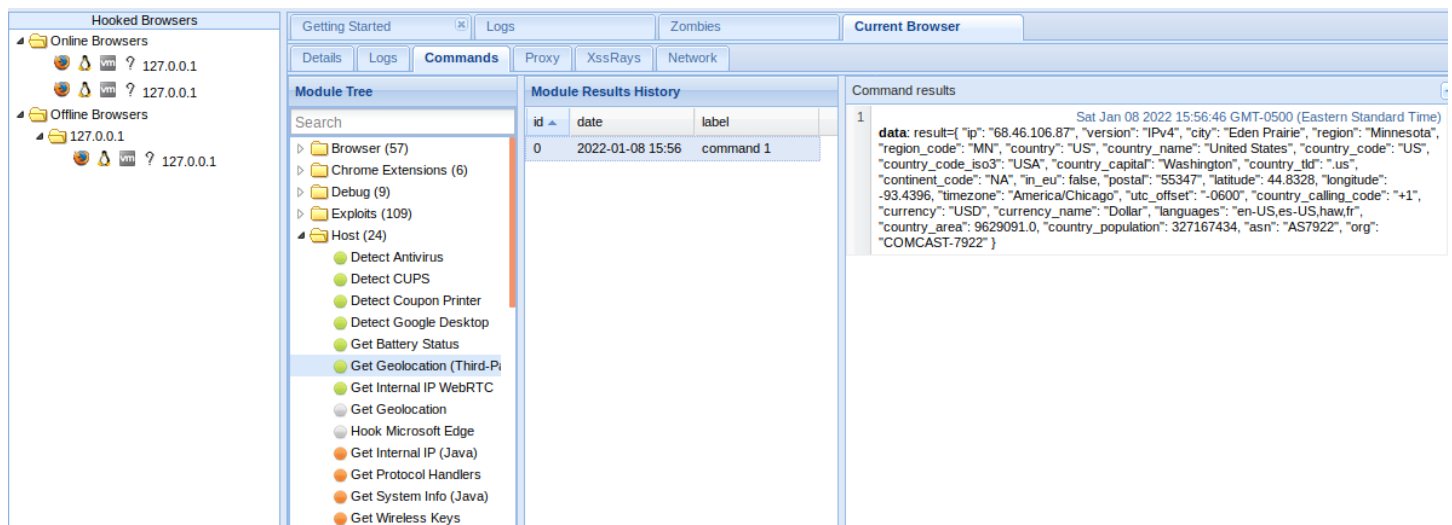 Hooked Browsers
Online Browsers
? 127.0.0.1
? 127.0.0.1
Offline Browsers
127.0.0.1
? 127.0.0.1
Getting Started
Logs
Zombies
Current Browser
Details
Logs
Commands
Proxy
XssRays
Network
Module Tree
Search
Browser (57)
Chrome Extensions (6)
Debug (9)
Exploits (109)
Host (24)
Detect Antivirus
Detect CUPS
Detect Coupon Printer
Detect Google Desktop
Get Battery Status
Get Geolocation (Third-Pa
Get Internal IP WebRTC
Get Geolocation
Hook Microsoft Edge
Get Internal IP (Java)
Get Protocol Handlers
Get System Info (Java)
Get Wireless Keys
Module Results History
id date label
0 2022-01-08 15:56 command 1
Command results
1 Sat Jan 08 2022 15:56:46 GMT-0500 (Eastern Standard Time)
data: result={ "ip": "68.46.106.87", "version": "IPv4", "city": "Eden Prairie", "region": "Minnesota",
"region_code": "MN", "country": "US", "country_name": "United States", "country_code": "US",
"country_code_iso3": "USA", "country_capital": "Washington", "country_tld": ".us",
"continent_code": "NA", "in_eu": false, "postal": "55347", "latitude": 44.8328, "longitude":
-93.4396, "timezone": "America/Chicago", "utc_offset": "-0600", "country_calling_code": "+1",
"currency": "USD", "currency_name": "Dollar", "languages": "en-US,es-US,haw,fr",
"country_area": 9629091.0, "country_population": 327167434, "asn": "AS7922", "org":
"COMCAST-7922" }
vm
vm
vm